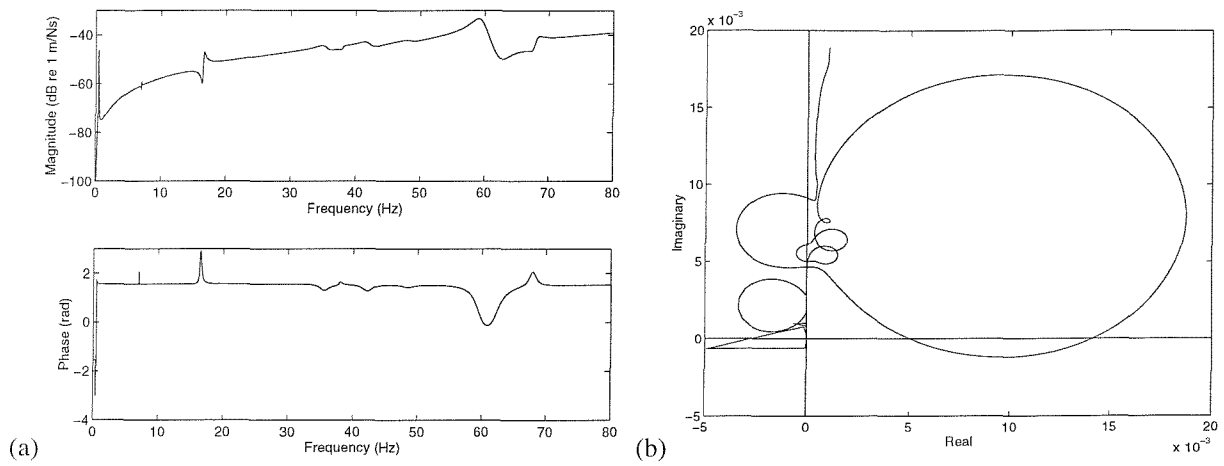 Magnitude (dB re 1 m/Ns)
−40
−60
−80
−100
0 10 20 30 40 50 60 70 80
Frequency (Hz)
Phase (rad)
2
0
−2
−4
0 10 20 30 40 50 60 70 80
Frequency (Hz)
(a)
x 10⁻³
20
15
10
5
0
−5
Imaginary
−5 0 5 10 15 20
Real
x 10⁻³
(b)